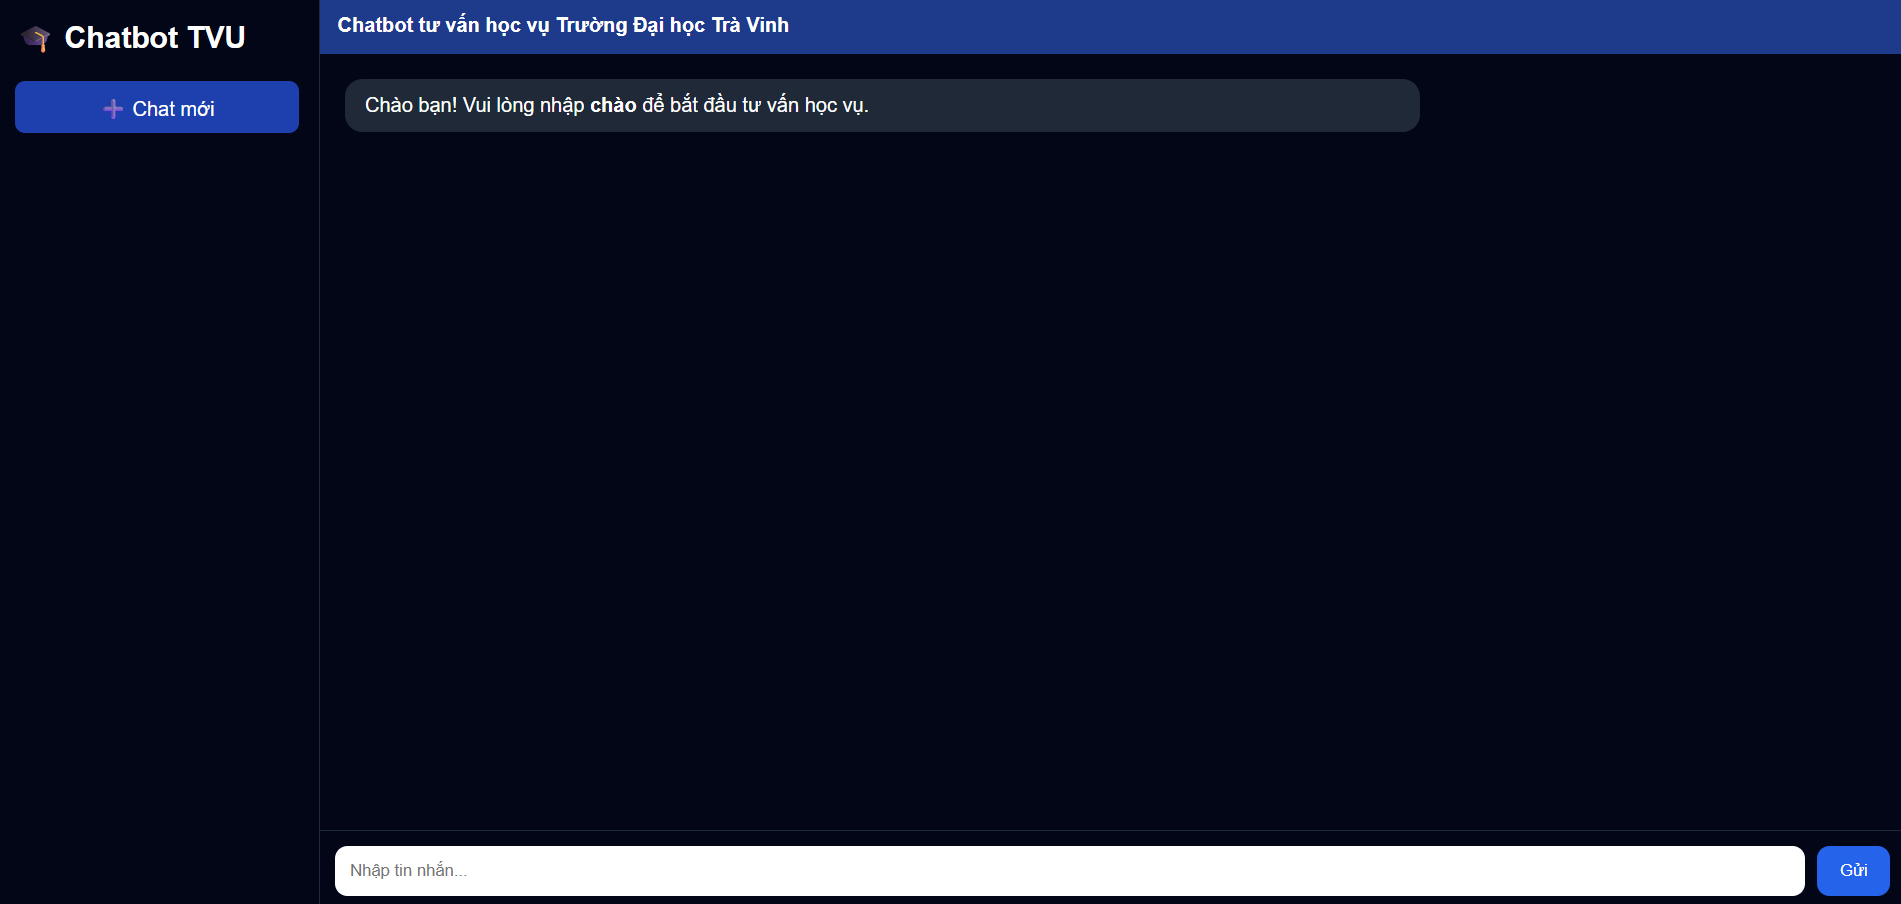 Chatbot TVU
Chat mới
Chatbot tư vấn học vụ Trường Đại học Trà Vinh
Chào bạn! Vui lòng nhập chào để bắt đầu tư vấn học vụ.
Nhập tin nhắn...
Gửi